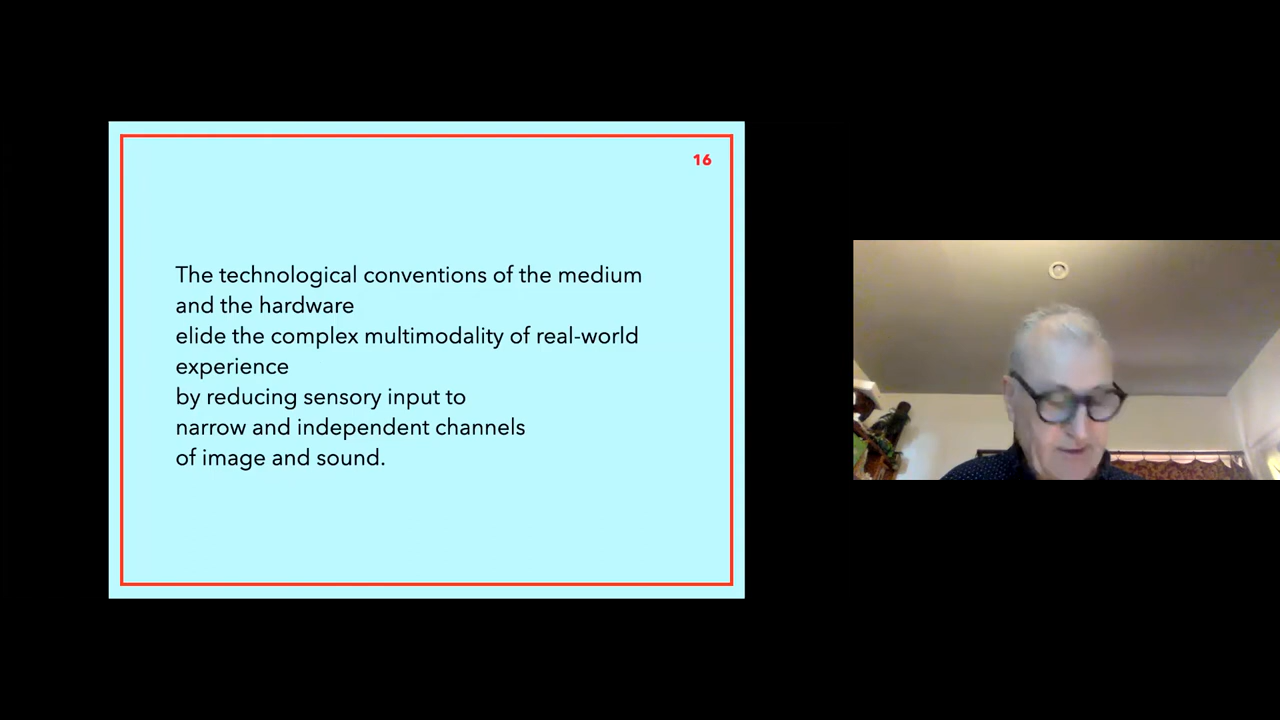 16
The technological conventions of the medium
and the hardware
elide the complex multimodality of real-world
experience
by reducing sensory input to
narrow and independent channels
of image and sound.